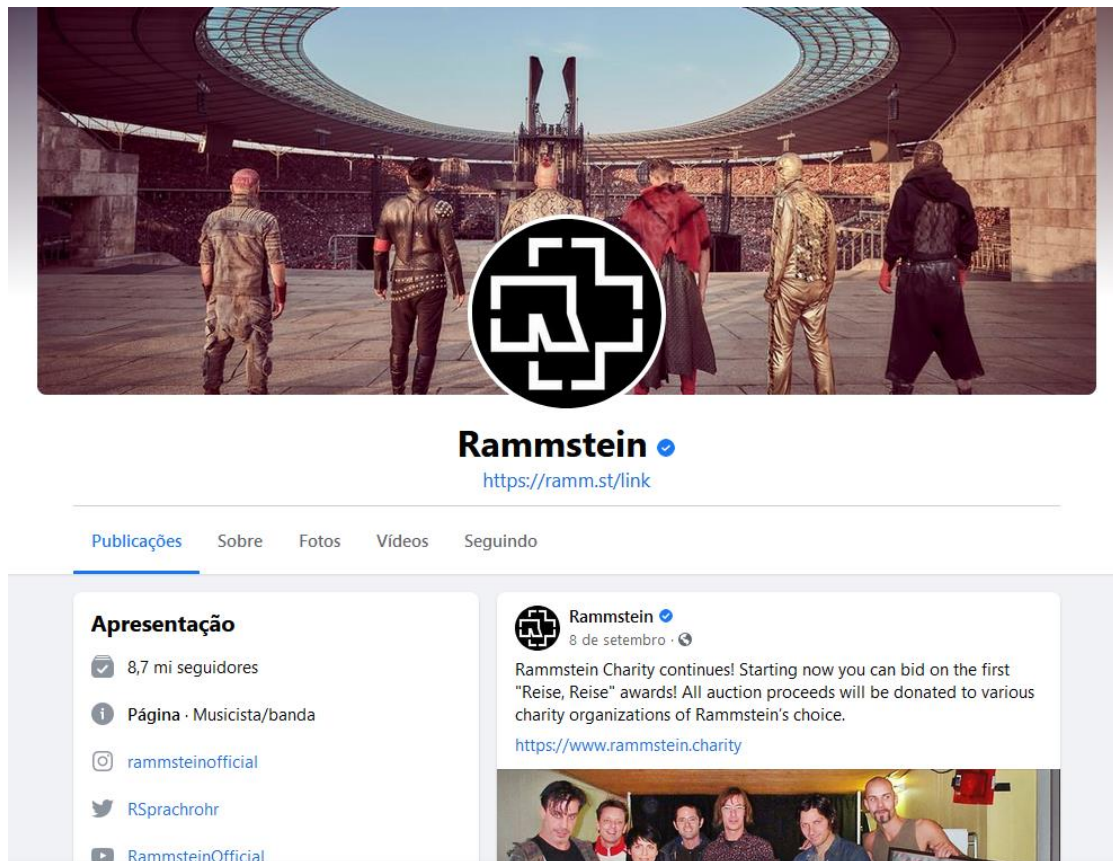 Rammstein
https://ramm.st/link
Publicações
Sobre
Fotos
Vídeos
Seguindo
Apresentação
8,7 mi seguidores
Página · Musicista/banda
rammsteinofficial
RSprachrohr
RammsteinOfficial
Rammstein
8 de setembro ·
Rammstein Charity continues! Starting now you can bid on the first
"Reise, Reise" awards! All auction proceeds will be donated to various
charity organizations of Rammstein's choice.
https://www.rammstein.charity